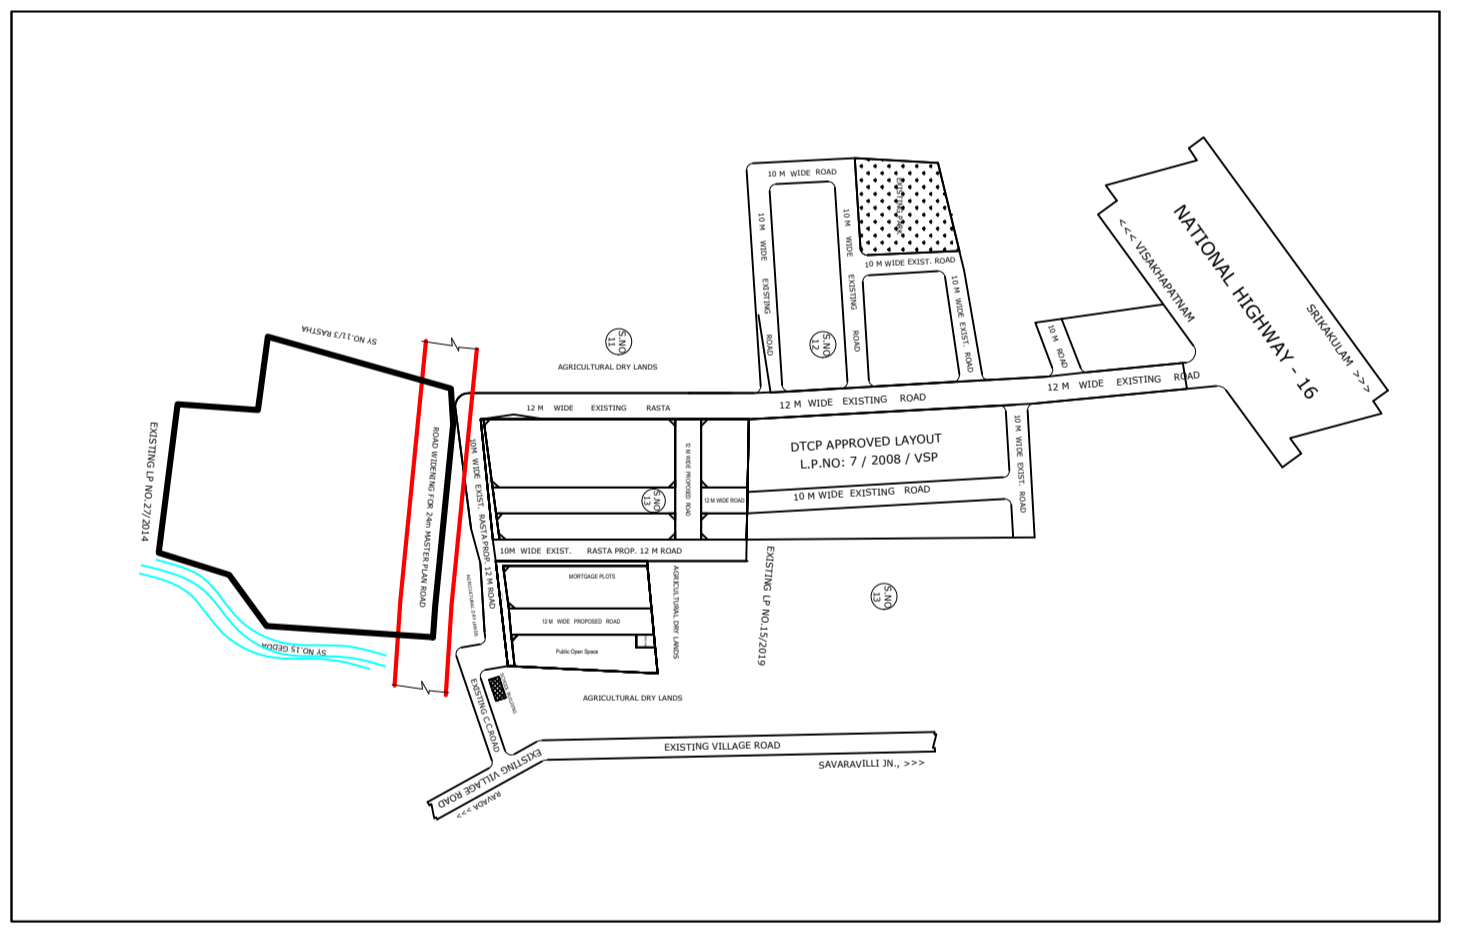 10 M WIDE ROAD
EXISTING PARK
10 M WIDE EXISTING ROAD
10 M WIDE EXISTING ROAD
10 M WIDE EXIST. ROAD
10 M WIDE EXIST. ROAD
NATIONAL HIGHWAY - 16
<<< VISAKHAPATNAM
SRIKAKULAM >>>
10 M ROAD
SY NO.11/3 RASTHA
S.NO
11
S.NO
12
AGRICULTURAL DRY LANDS
12 M WIDE EXISTING ROAD
12 M WIDE EXISTING ROAD
12 M WIDE EXISTING RASTA
EXISTING LP NO.27/2014
ROAD WIDENING FOR 24m MASTER PLAN ROAD
10M WIDE EXIST. RASTA PROP. 12 M ROAD
12 M WIDE PROPOSED ROAD
DTCP APPROVED LAYOUT
L.P.NO: 7 / 2008 / VSP
10 M WIDE EXIST. ROAD
S.NO
13
12 M WIDE ROAD
10 M WIDE EXISTING ROAD
10M WIDE EXIST. RASTA PROP. 12 M ROAD
MORTGAGE PLOTS
AGRICULTURAL DRY LANDS
AGRICULTURAL DRY LANDS
EXISTING LP NO.15/2019
S.NO
13
12 M WIDE PROPOSED ROAD
Public Open Space
SY NO.15 GEDDA
SCHOOL BUILDING
AGRICULTURAL DRY LANDS
EXISTING C.C.ROAD
EXISTING VILLAGE ROAD
SAVARAVILLI JN., >>>
EXISTING VILLAGE ROAD
RAVADA >>>